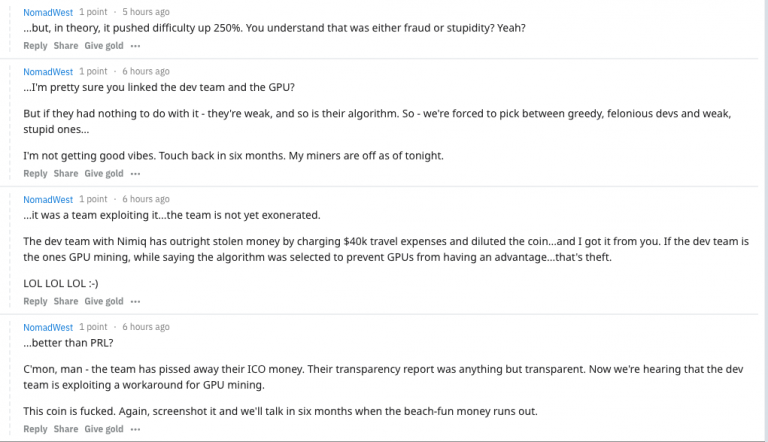 NomadWest 1 point · 5 hours ago
...but, in theory, it pushed difficulty up 250%. You understand that was either fraud or stupidity? Yeah?
Reply Share Give gold •••
NomadWest 1 point · 6 hours ago
...I'm pretty sure you linked the dev team and the GPU?
But if they had nothing to do with it - they're weak, and so is their algorithm. So - we're forced to pick between greedy, felonious devs and weak,
stupid ones...
I'm not getting good vibes. Touch back in six months. My miners are off as of tonight.
Reply Share Give gold •••
NomadWest 1 point · 6 hours ago
...it was a team exploiting it...the team is not yet exonerated.
The dev team with Nimiq has outright stolen money by charging $40k travel expenses and diluted the coin...and I got it from you. If the dev team is
the ones GPU mining, while saying the algorithm was selected to prevent GPUs from having an advantage...that's theft.
LOL LOL LOL :-)
Reply Share Give gold •••
NomadWest 1 point · 6 hours ago
...better than PRL?
C'mon, man - the team has pissed away their ICO money. Their transparency report was anything but transparent. Now we're hearing that the dev
team is exploiting a workaround for GPU mining.
This coin is fucked. Again, screenshot it and we'll talk in six months when the beach-fun money runs out.
Reply Share Give gold •••